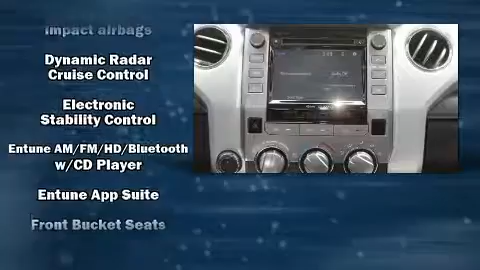 impact airbags
Dynamic Radar
Cruise Control
Electronic
Stability Control
Entune AM/FM/HD/Bluetooth
w/CD Player
Entune App Suite
Front Bucket Seats